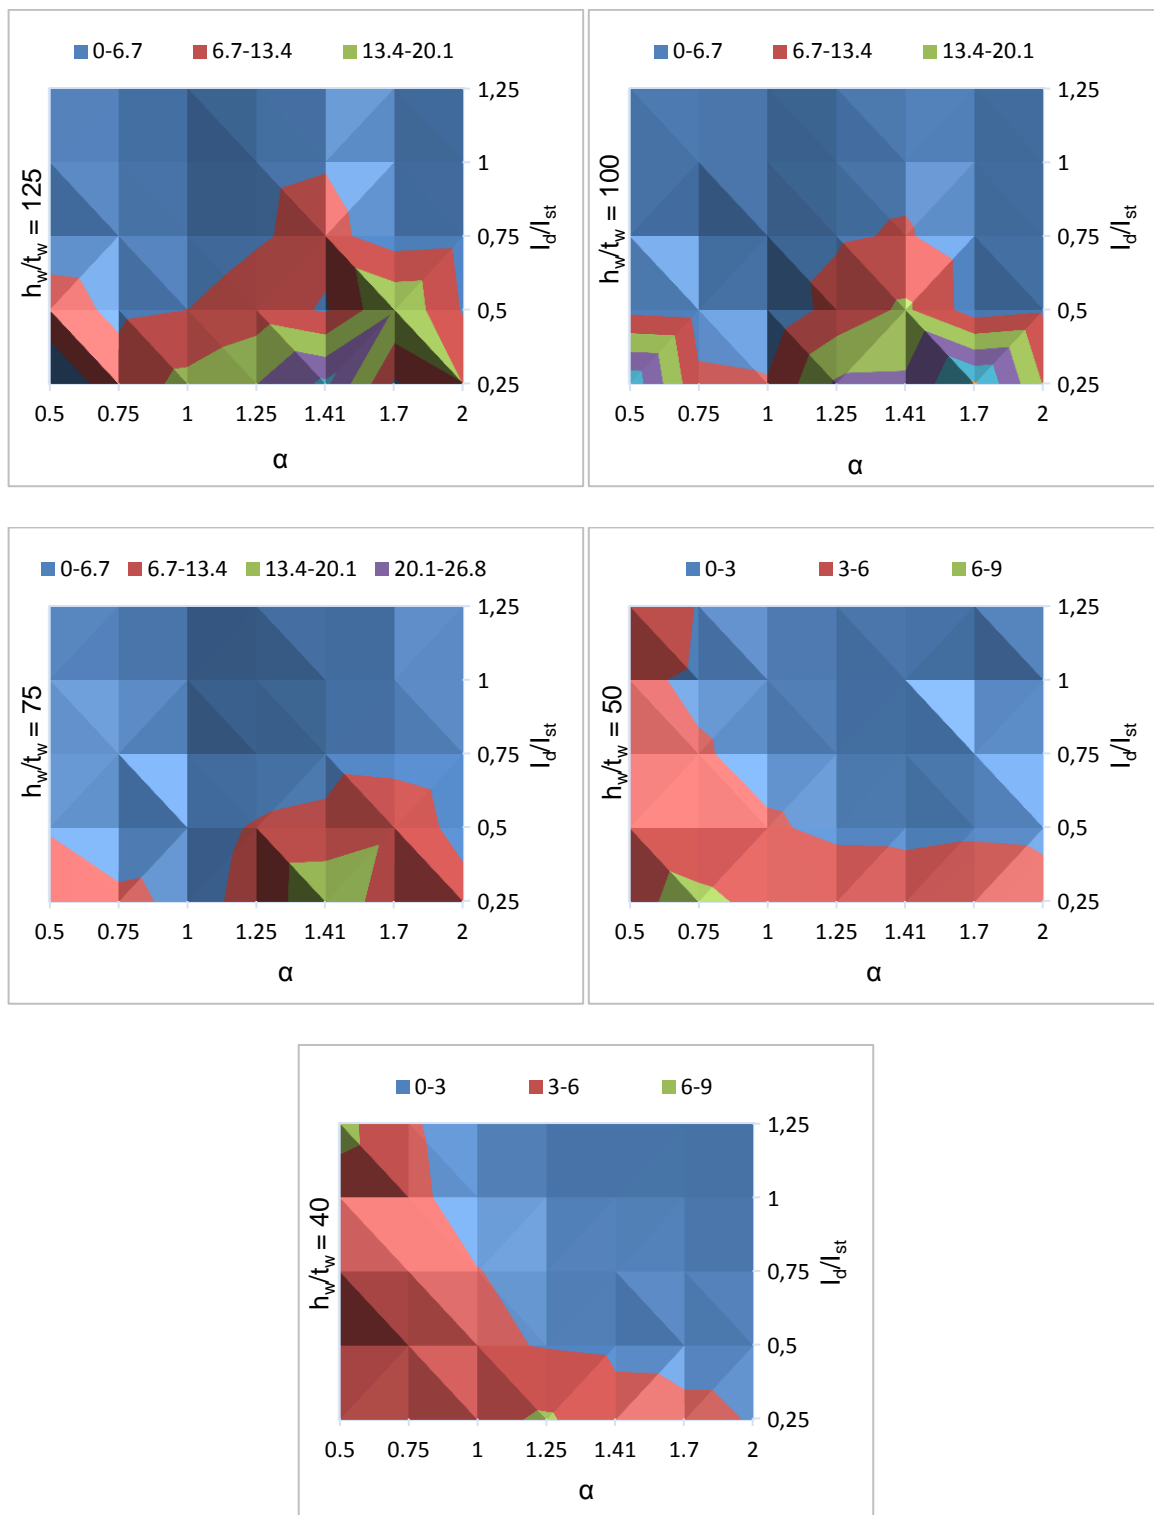 0-6.7 6.7-13.4 13.4-20.1
h_w/t_w = 125
1,25
1
0,75
0,5
0,25
I_d/I_st
0.5 0.75 1 1.25 1.41 1.7 2
α
0-6.7 6.7-13.4 13.4-20.1
h_w/t_w = 100
1,25
1
0,75
0,5
0,25
I_d/I_st
0.5 0.75 1 1.25 1.41 1.7 2
α
0-6.7 6.7-13.4 13.4-20.1 20.1-26.8
h_w/t_w = 75
1,25
1
0,75
0,5
0,25
I_d/I_st
0.5 0.75 1 1.25 1.41 1.7 2
α
0-3 3-6 6-9
h_w/t_w = 50
1,25
1
0,75
0,5
0,25
I_d/I_st
0.5 0.75 1 1.25 1.41 1.7 2
α
0-3 3-6 6-9
h_w/t_w = 40
1,25
1
0,75
0,5
0,25
I_d/I_st
0.5 0.75 1 1.25 1.41 1.7 2
α